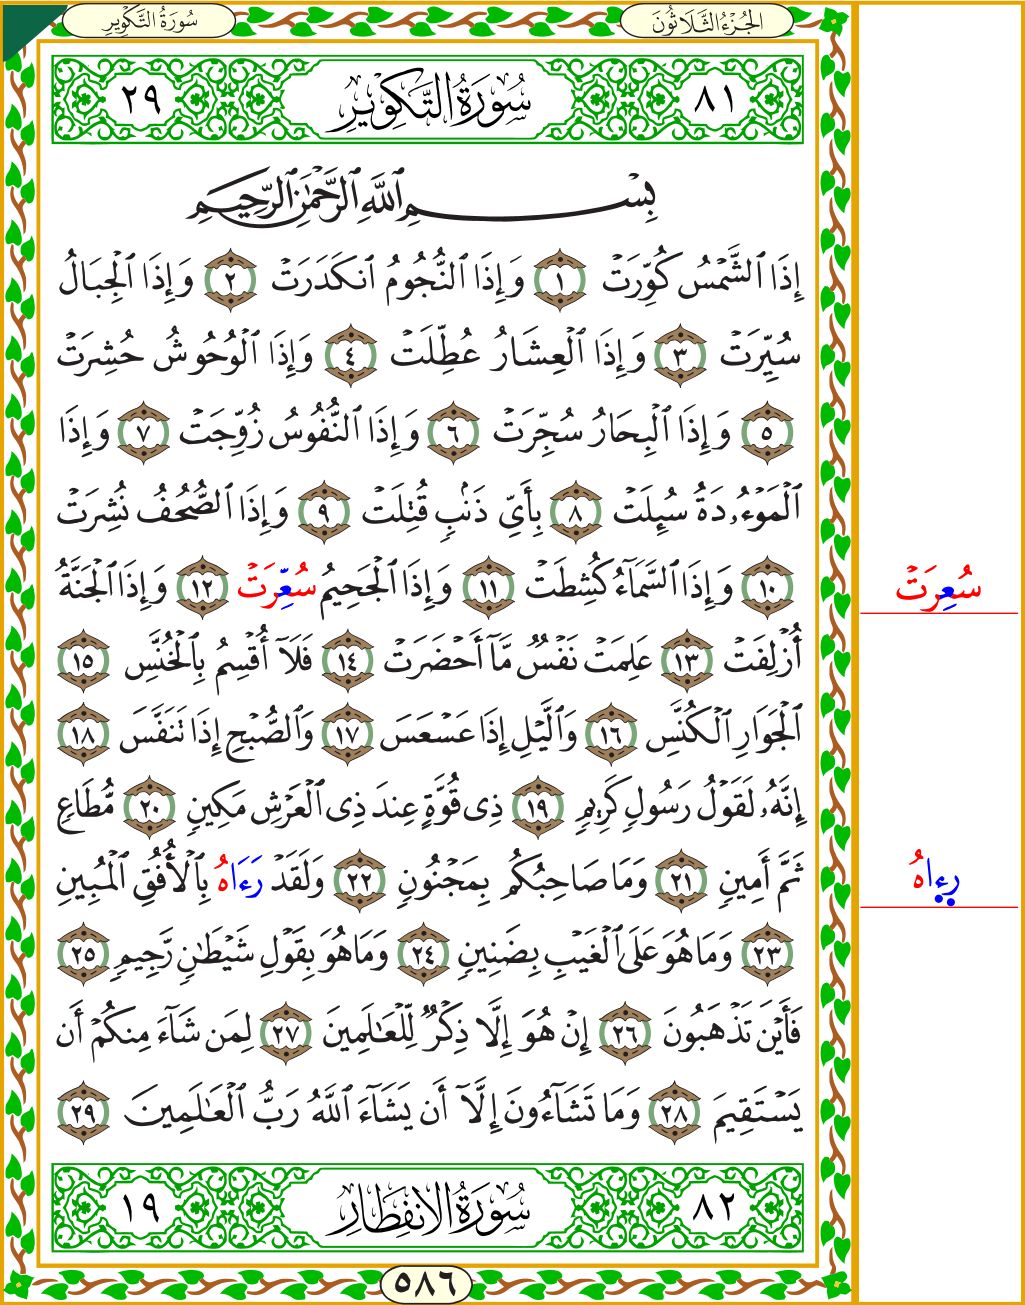 الجُزْءُ الثَّلَاثُونَ
سُورَةُ التَّكْوِير
٨١ سُورَةُ التَّكْوِير ٢٩
بِسْمِ ٱللَّهِ ٱلرَّحْمَٰنِ ٱلرَّحِيمِ
إِذَا ٱلشَّمْسُ كُوِّرَتْ ١ وَإِذَا ٱلنُّجُومُ ٱنكَدَرَتْ ٢ وَإِذَا ٱلْجِبَالُ
سُيِّرَتْ ٣ وَإِذَا ٱلْعِشَارُ عُطِّلَتْ ٤ وَإِذَا ٱلْوُحُوشُ حُشِرَتْ
٥ وَإِذَا ٱلْبِحَارُ سُجِّرَتْ ٦ وَإِذَا ٱلنُّفُوسُ زُوِّجَتْ ٧ وَإِذَا
ٱلْمَوْءُۥدَةُ سُئِلَتْ ٨ بِأَىِّ ذَنۢبٍ قُتِلَتْ ٩ وَإِذَا ٱلصُّحُفُ نُشِرَتْ
١٠ وَإِذَا ٱلسَّمَآءُ كُشِطَتْ ١١ وَإِذَا ٱلْجَحِيمُ سُعِّرَتْ ١٢ وَإِذَا ٱلْجَنَّةُ
سُعِرَتْ
أُزْلِفَتْ ١٣ عَلِمَتْ نَفْسٌ مَّآ أَحْضَرَتْ ١٤ فَلَآ أُقْسِمُ بِٱلْخُنَّسِ ١٥
ٱلْجَوَارِ ٱلْكُنَّسِ ١٦ وَٱلَّيْلِ إِذَا عَسْعَسَ ١٧ وَٱلصُّبْحِ إِذَا تَنَفَّسَ ١٨
إِنَّهُۥ لَقَوْلُ رَسُولٍ كَرِيمٍ ١٩ ذِى قُوَّةٍ عِندَ ذِى ٱلْعَرْشِ مَكِينٍ ٢٠ مُّطَاعٍ
ثَمَّ أَمِينٍ ٢١ وَمَا صَاحِبُكُم بِمَجْنُونٍ ٢٢ وَلَقَدْ رَءَاهُ بِٱلْأُفُقِ ٱلْمُبِينِ
رءاهُ
٢٣ وَمَا هُوَ عَلَى ٱلْغَيْبِ بِضَنِينٍ ٢٤ وَمَا هُوَ بِقَوْلِ شَيْطَٰنٍ رَّجِيمٍ ٢٥
فَأَيْنَ تَذْهَبُونَ ٢٦ إِنْ هُوَ إِلَّا ذِكْرٌ لِّلْعَٰلَمِينَ ٢٧ لِمَن شَآءَ مِنكُمْ أَن
يَسْتَقِيمَ ٢٨ وَمَا تَشَآءُونَ إِلَّآ أَن يَشَآءَ ٱللَّهُ رَبُّ ٱلْعَٰلَمِينَ ٢٩
٨٢ سُورَةُ الانفِطَار ١٩
٥٨٦